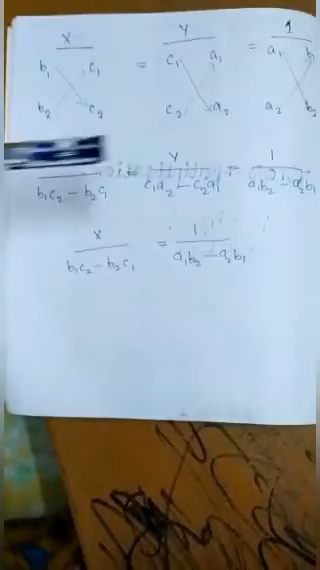 x y 1
b₁ c₁ = c₁ a₁ = a₁ b₁
b₂ c₂ c₂ a₂ a₂ b₂
y = 1
b₁c₂ - b₂c₁ c₁a₂ - c₂a₁ a₁b₂ - a₂b₁
x = 1
b₁c₂ - b₂c₁ a₁b₂ - a₂b₁